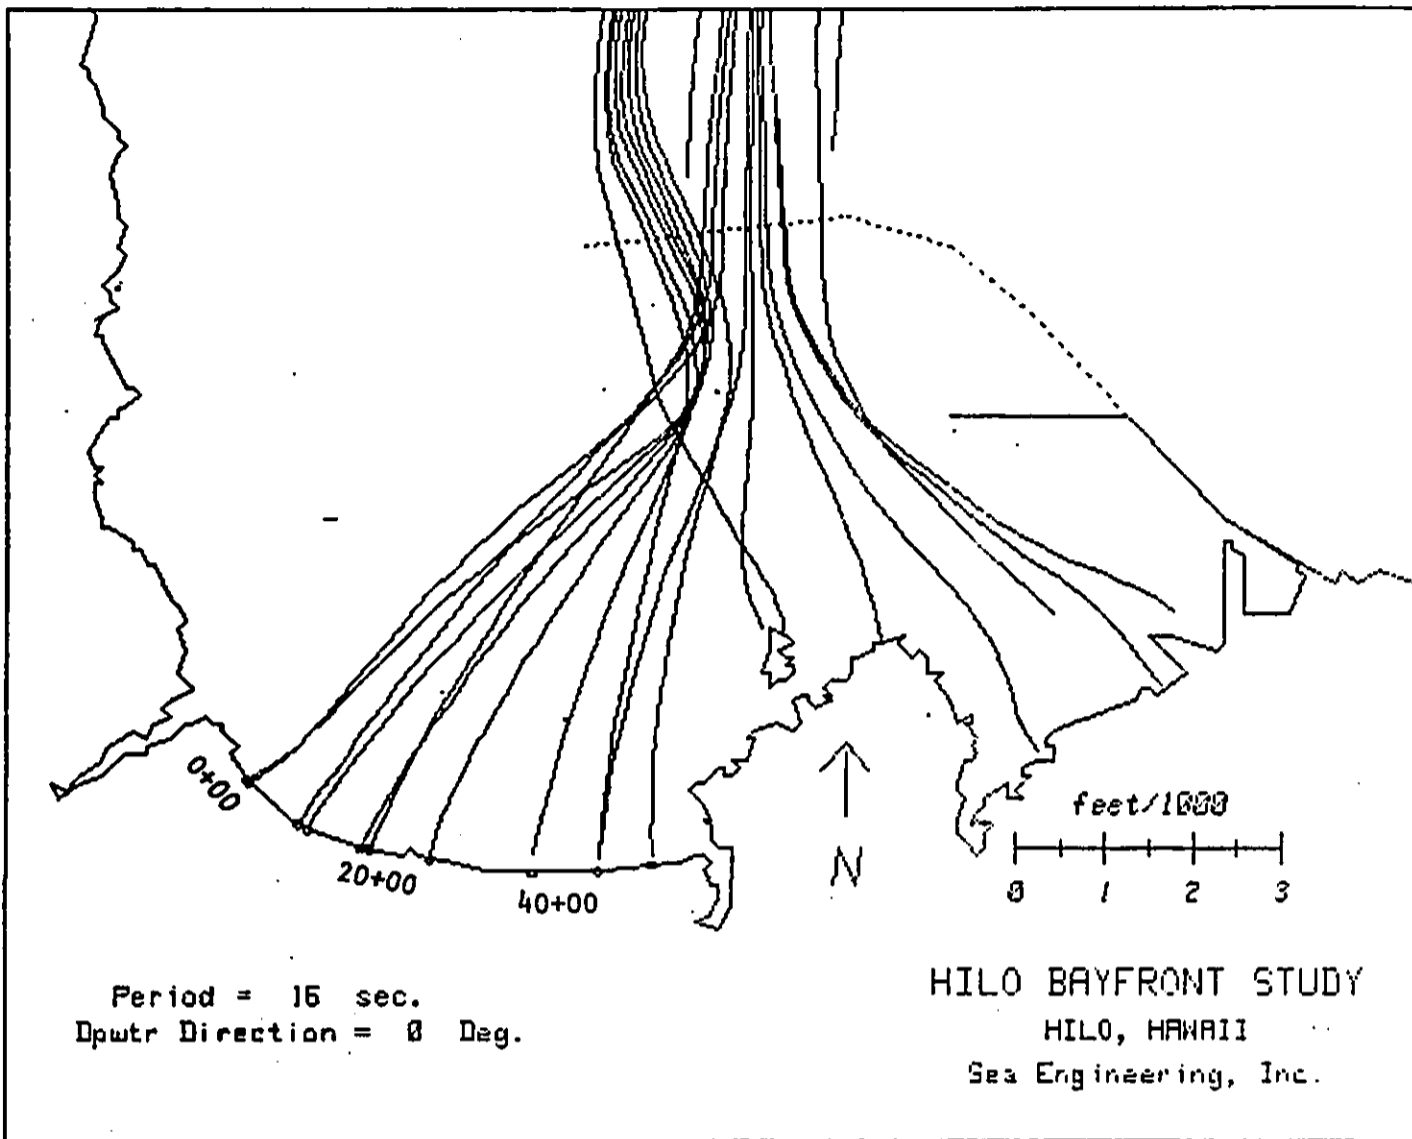 0+00
20+00
40+00
N
feet/1000
0 1 2 3
Period = 16 sec.
Dpwtr Direction = 0 Deg.
HILO BAYFRONT STUDY
HILO, HAWAII
Sea Engineering, Inc.